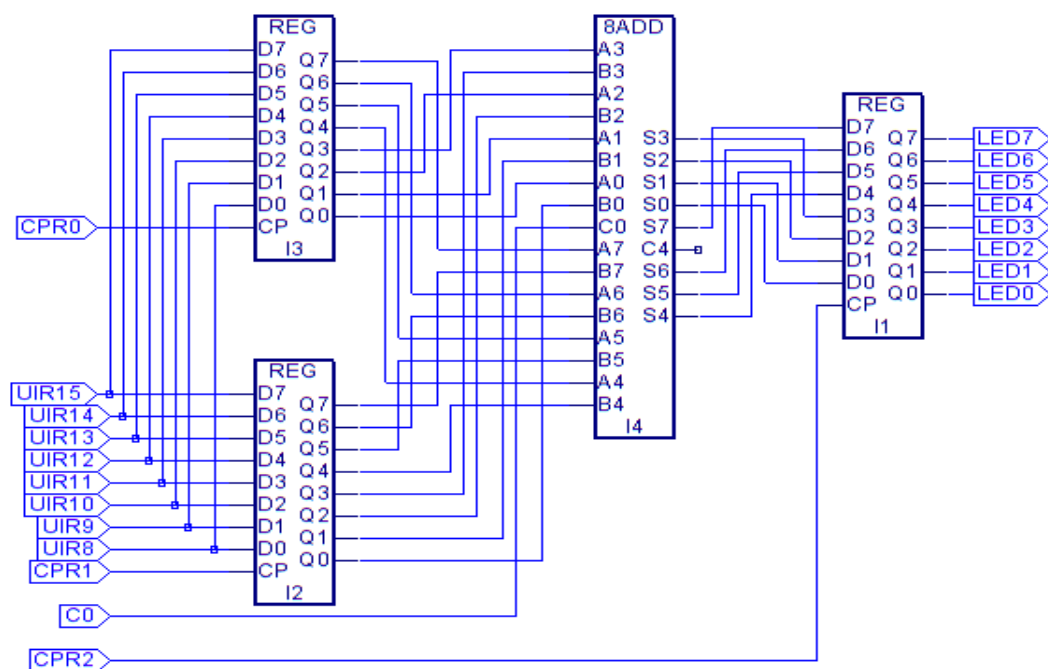 REG
D7
D6
D5
D4
D3
D2
D1
D0
CP
Q7
Q6
Q5
Q4
Q3
Q2
Q1
Q0
I3
CPR0
8ADD
A3
B3
A2
B2
A1
B1
A0
B0
C0
A7
B7
A6
B6
A5
B5
A4
B4
S3
S2
S1
S0
S7
C4
S6
S5
S4
I4
REG
D7
D6
D5
D4
D3
D2
D1
D0
CP
Q7
Q6
Q5
Q4
Q3
Q2
Q1
Q0
I1
LED7
LED6
LED5
LED4
LED3
LED2
LED1
LED0
UIR15
UIR14
UIR13
UIR12
UIR11
UIR10
UIR9
UIR8
CPR1
C0
CPR2
REG
D7
D6
D5
D4
D3
D2
D1
D0
CP
Q7
Q6
Q5
Q4
Q3
Q2
Q1
Q0
I2